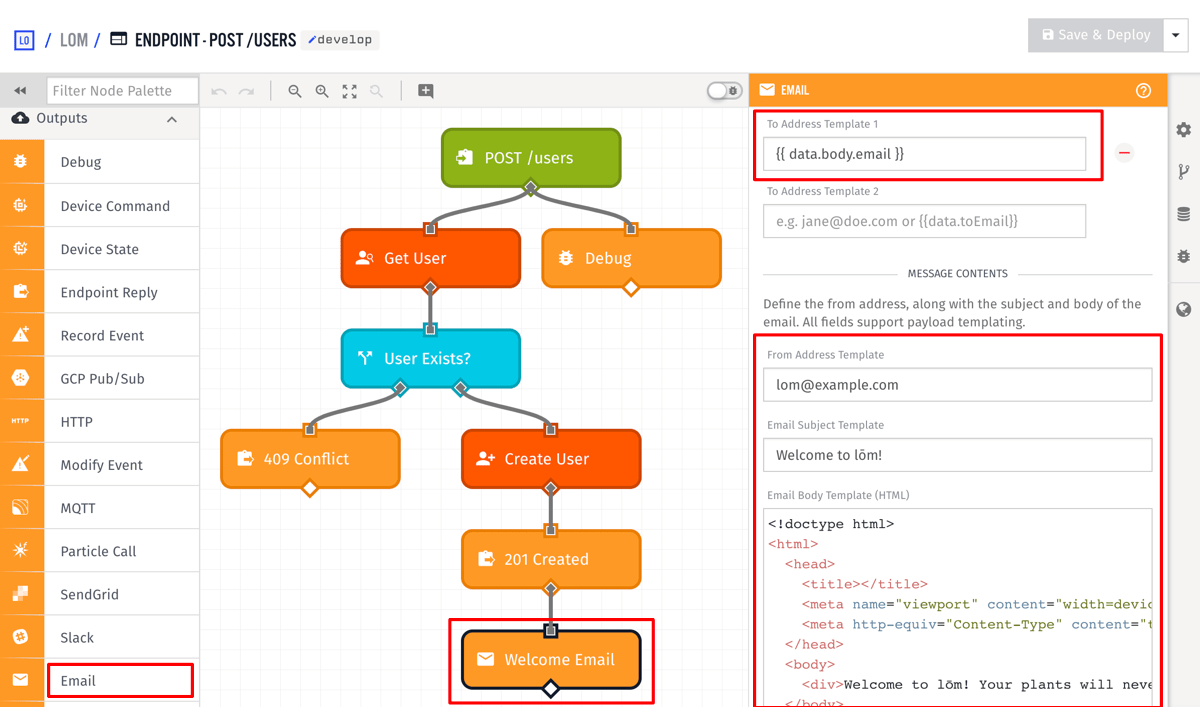 LO / LOM / ENDPOINT · POST /USERS develop
Save & Deploy
Filter Node Palette
Outputs
Debug
Device Command
Device State
Endpoint Reply
Record Event
GCP Pub/Sub
HTTP HTTP
Modify Event
MQTT
Particle Call
SendGrid
Slack
Email
POST /users
Get User
Debug
User Exists?
409 Conflict
Create User
201 Created
Welcome Email
EMAIL
To Address Template 1
{{ data.body.email }}
To Address Template 2
e.g. jane@doe.com or {{data.toEmail}}
MESSAGE CONTENTS
Define the from address, along with the subject and body of the
email. All fields support payload templating.
From Address Template
lom@example.com
Email Subject Template
Welcome to lōm!
Email Body Template (HTML)
<!doctype html>
<html>
<head>
<title></title>
<meta name="viewport" content="width=devic
<meta http-equiv="Content-Type" content="t
</head>
<body>
<div>Welcome to lōm! Your plants will neve
</body>